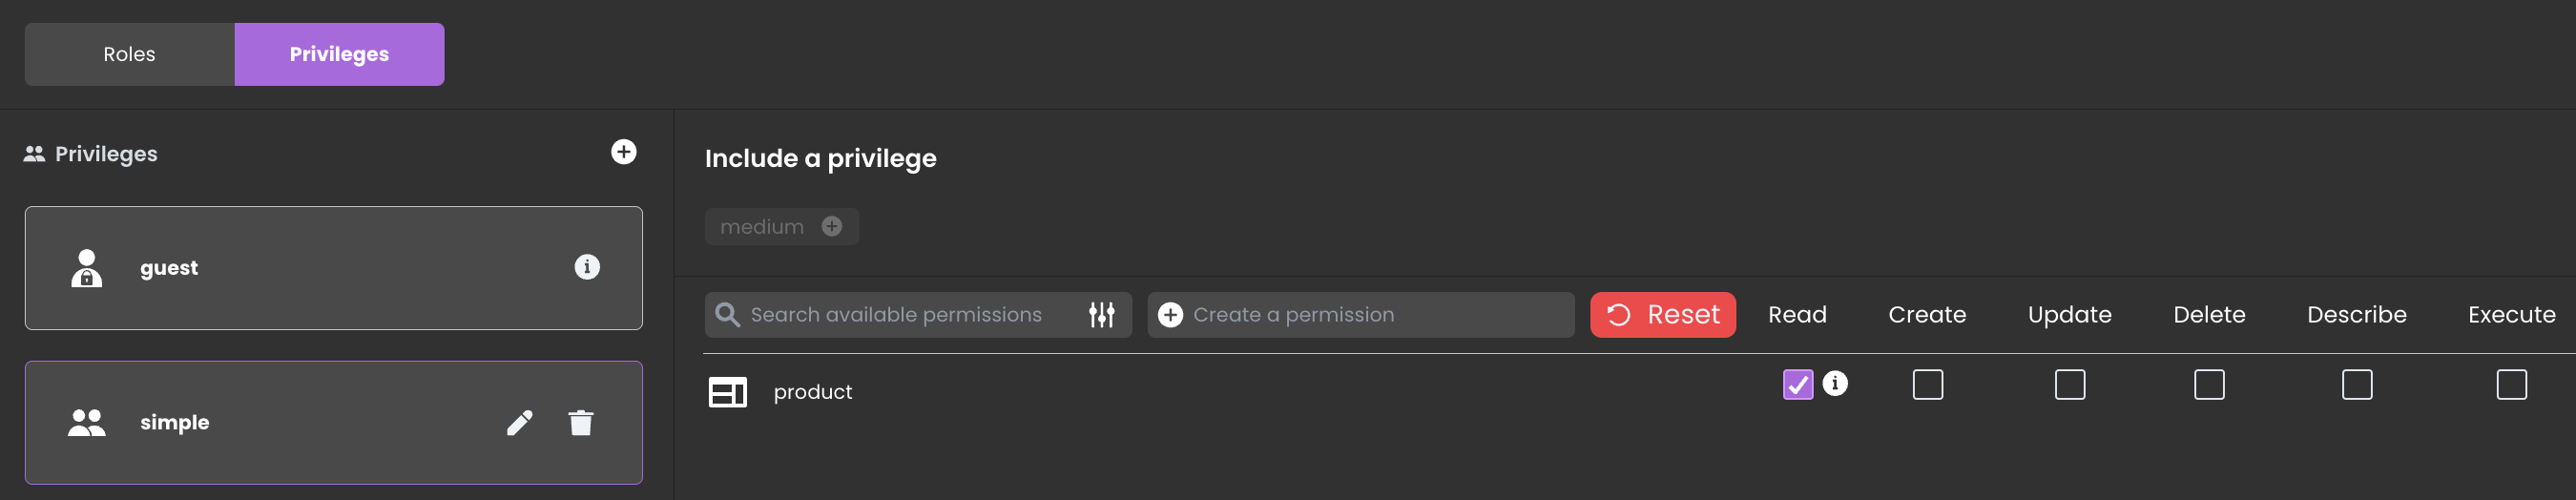 Roles
Privileges
Privileges
guest
simple
Include a privilege
medium
Search available permissions
Create a permission
Reset
Read
Create
Update
Delete
Describe
Execute
product